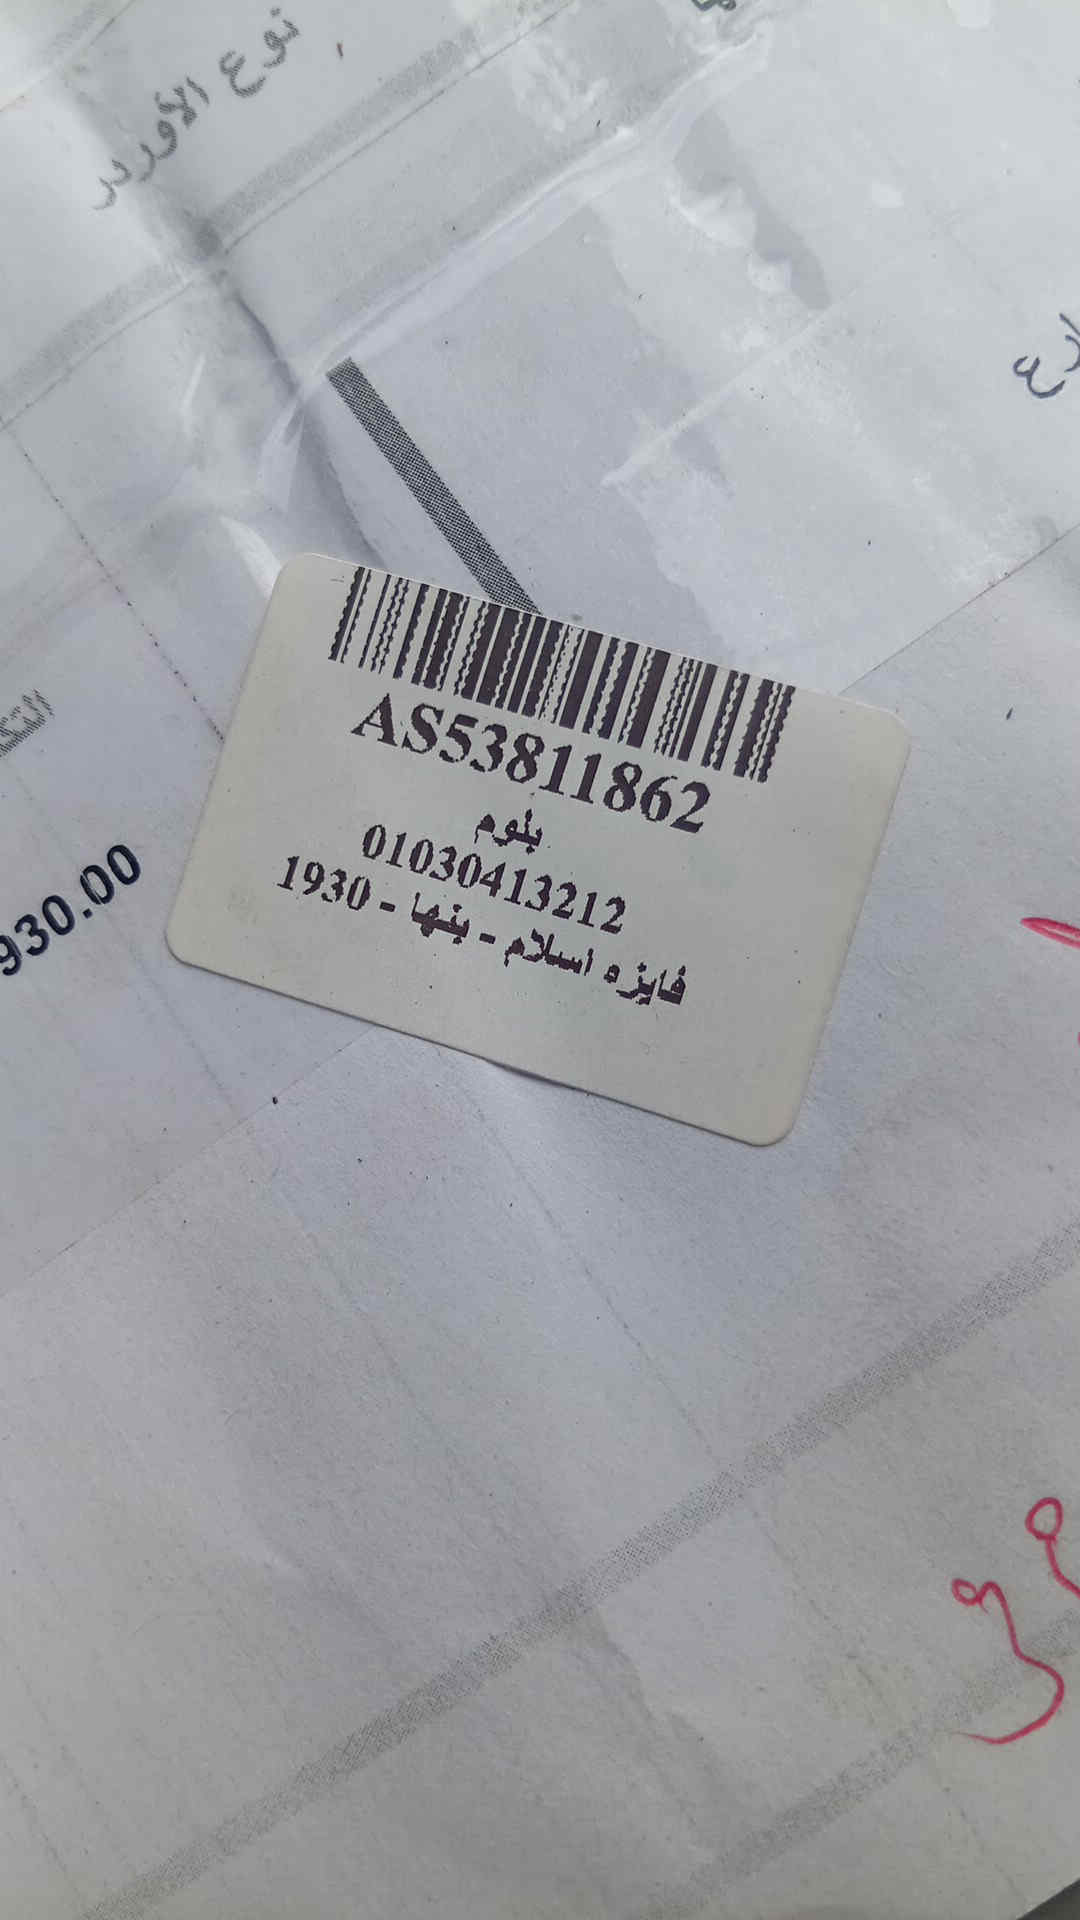 نوع الأوردر
AS53811862
بلوم
01030413212
فايزه اسلام - بنها - 1930
930.00